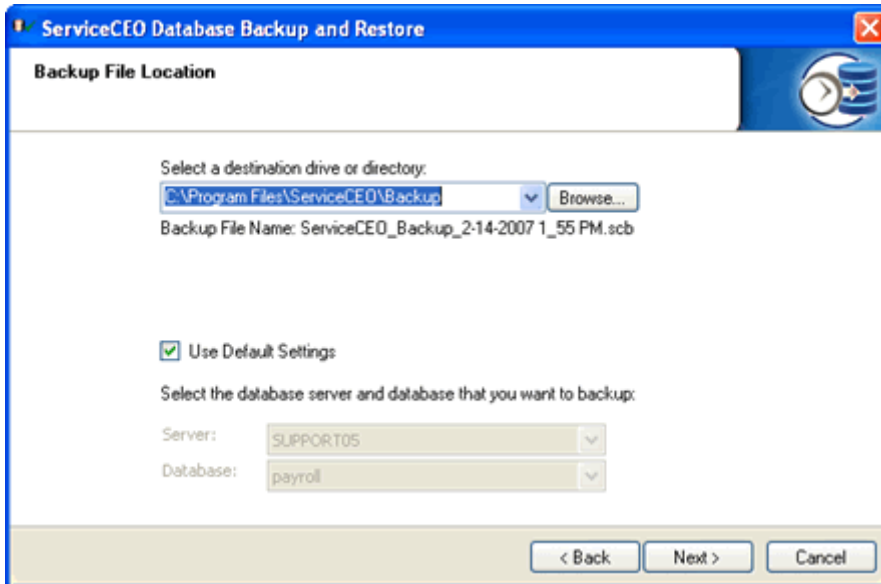 ServiceCEO Database Backup and Restore
Backup File Location
Select a destination drive or directory:
C:\Program Files\ServiceCEO\Backup
Browse...
Backup File Name: ServiceCEO_Backup_2-14-2007 1_55 PM.scb
Use Default Settings
Select the database server and database that you want to backup:
Server: SUPPORT05
Database: payroll
< Back Next > Cancel